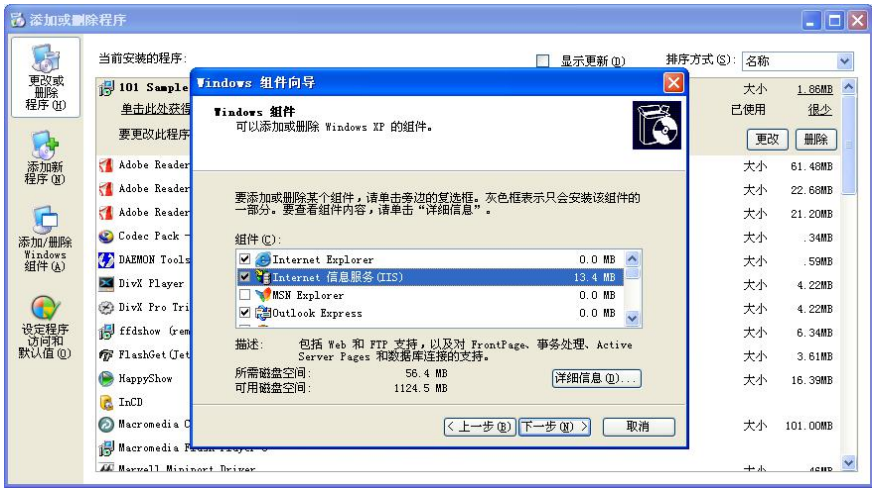 添加或删除程序
当前安装的程序:
显示更新(D)
排序方式(S): 名称
更改或
删除
程序(H)
添加新
程序(N)
添加/删除
Windows
组件(A)
设定程序
访问和
默认值(O)
101 Sample
大小 1.86MB
单击此处获得
已使用 很少
要更改此程序
更改 删除
Adobe Reader
大小 61.48MB
Adobe Reader
大小 22.68MB
Adobe Reader
大小 21.20MB
Codec Pack -
大小 .34MB
DAEMON Tools
大小 .59MB
DivX Player
大小 4.22MB
DivX Pro Tri
大小 4.22MB
ffdshow (rem
大小 6.34MB
FlashGet(Jet
大小 3.61MB
HappyShow
大小 16.39MB
InCD
Macromedia C
大小 101.00MB
Macromedia Flash Player 8
Marvell Miniport Driver
大小
Windows 组件向导
Windows 组件
可以添加或删除 Windows XP 的组件。
要添加或删除某个组件，请单击旁边的复选框。灰色框表示只会安装该组件的
一部分。要查看组件内容，请单击“详细信息”。
组件(C):
Internet Explorer 0.0 MB
Internet 信息服务(IIS) 13.4 MB
MSN Explorer 0.0 MB
Outlook Express 0.0 MB
描述: 包括 Web 和 FTP 支持，以及对 FrontPage、事务处理、Active
Server Pages 和数据库连接的支持。
所需磁盘空间: 56.4 MB
可用磁盘空间: 1124.5 MB
详细信息(D)...
< 上一步(B) 下一步(N) > 取消